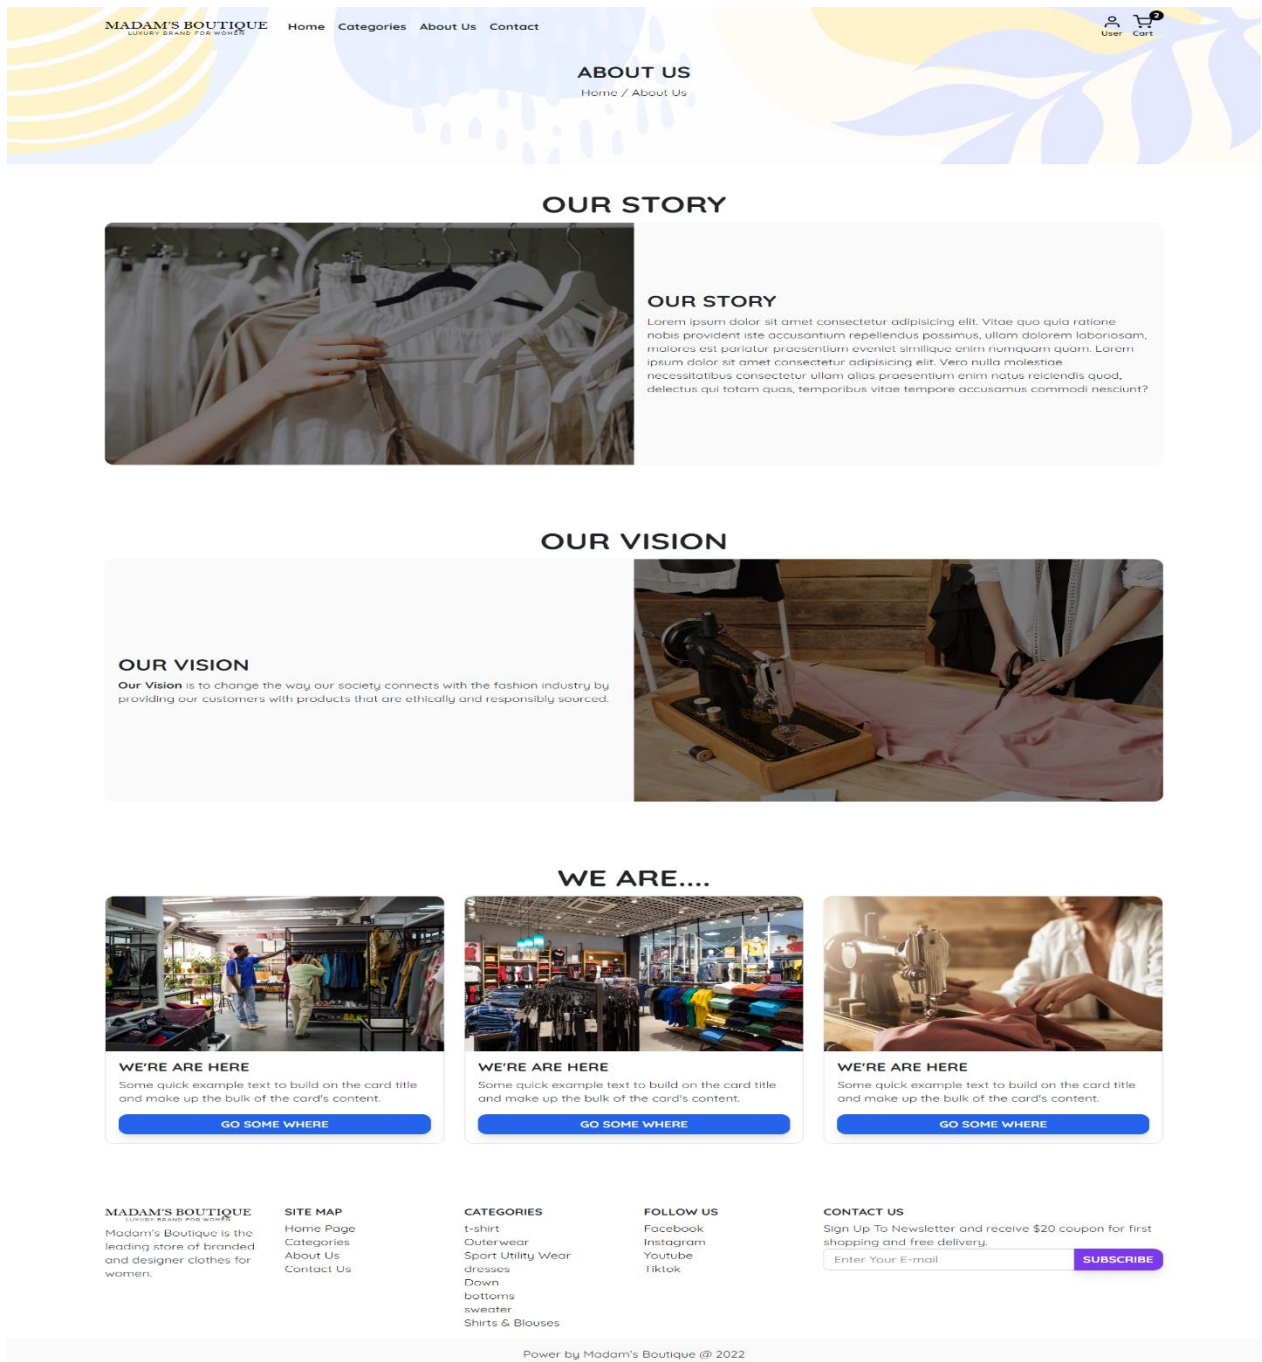 MADAM'S BOUTIQUE
LUXURY BRAND FOR WOMEN
Home Categories About Us Contact
2
User Cart
ABOUT US
Home / About Us
OUR STORY
OUR STORY
Lorem ipsum dolor sit amet consectetur adipisicing elit. Vitae quo quia ratione
nobis provident iste accusantium repellendus possimus, ullam dolorem laboriosam,
maiores est pariatur praesentium eveniet similique enim numquam quam. Lorem
ipsum dolor sit amet consectetur adipisicing elit. Vero nulla molestiae
necessitatibus consectetur ullam alias praesentium enim natus reiciendis quod,
delectus qui totam quas, temporibus vitae tempore accusamus commodi nesciunt?
OUR VISION
OUR VISION
Our Vision is to change the way our society connects with the fashion industry by
providing our customers with products that are ethically and responsibly sourced.
WE ARE....
WE'RE ARE HERE
Some quick example text to build on the card title
and make up the bulk of the card's content.
GO SOME WHERE
WE'RE ARE HERE
Some quick example text to build on the card title
and make up the bulk of the card's content.
GO SOME WHERE
WE'RE ARE HERE
Some quick example text to build on the card title
and make up the bulk of the card's content.
GO SOME WHERE
MADAM'S BOUTIQUE
LUXURY BRAND FOR WOMEN
Madam's Boutique is the
leading store of branded
and designer clothes for
women.
SITE MAP
Home Page
Categories
About Us
Contact Us
CATEGORIES
t-shirt
Outerwear
Sport Utility Wear
dresses
Down
bottoms
sweater
Shirts & Blouses
FOLLOW US
Facebook
Instagram
Youtube
Tiktok
CONTACT US
Sign Up To Newsletter and receive $20 coupon for first
shopping and free delivery.
Enter Your E-mail
SUBSCRIBE
Power by Madam's Boutique @ 2022